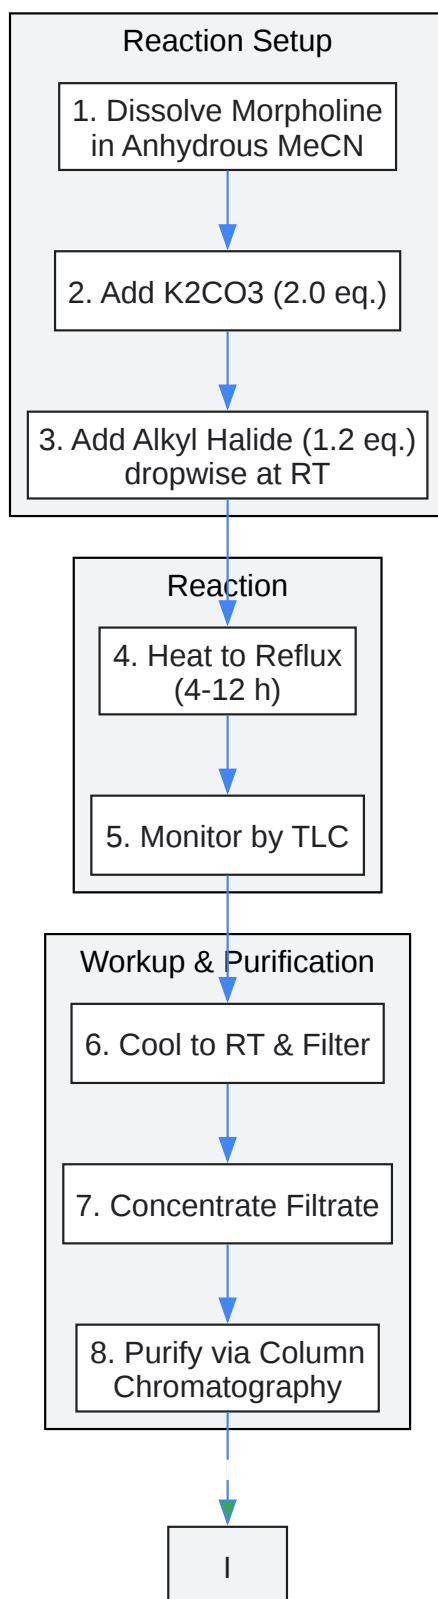 Reaction Setup
1. Dissolve Morpholine
in Anhydrous MeCN
2. Add K2CO3 (2.0 eq.)
3. Add Alkyl Halide (1.2 eq.)
dropwise at RT
Reaction
4. Heat to Reflux
(4-12 h)
5. Monitor by TLC
Workup & Purification
6. Cool to RT & Filter
7. Concentrate Filtrate
8. Purify via Column
Chromatography
I